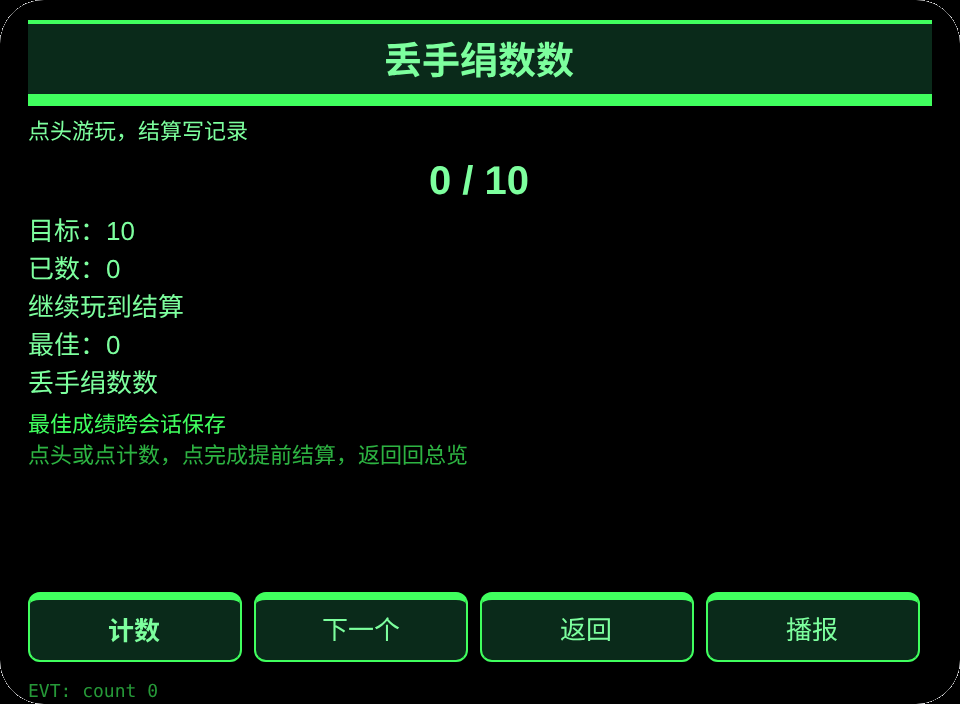 丢手绢数数
点头游玩，结算写记录
0 / 10
目标：10
已数：0
继续玩到结算
最佳：0
丢手绢数数
最佳成绩跨会话保存
点头或点计数，点完成提前结算，返回回总览
计数
下一个
返回
播报
EVT: count 0